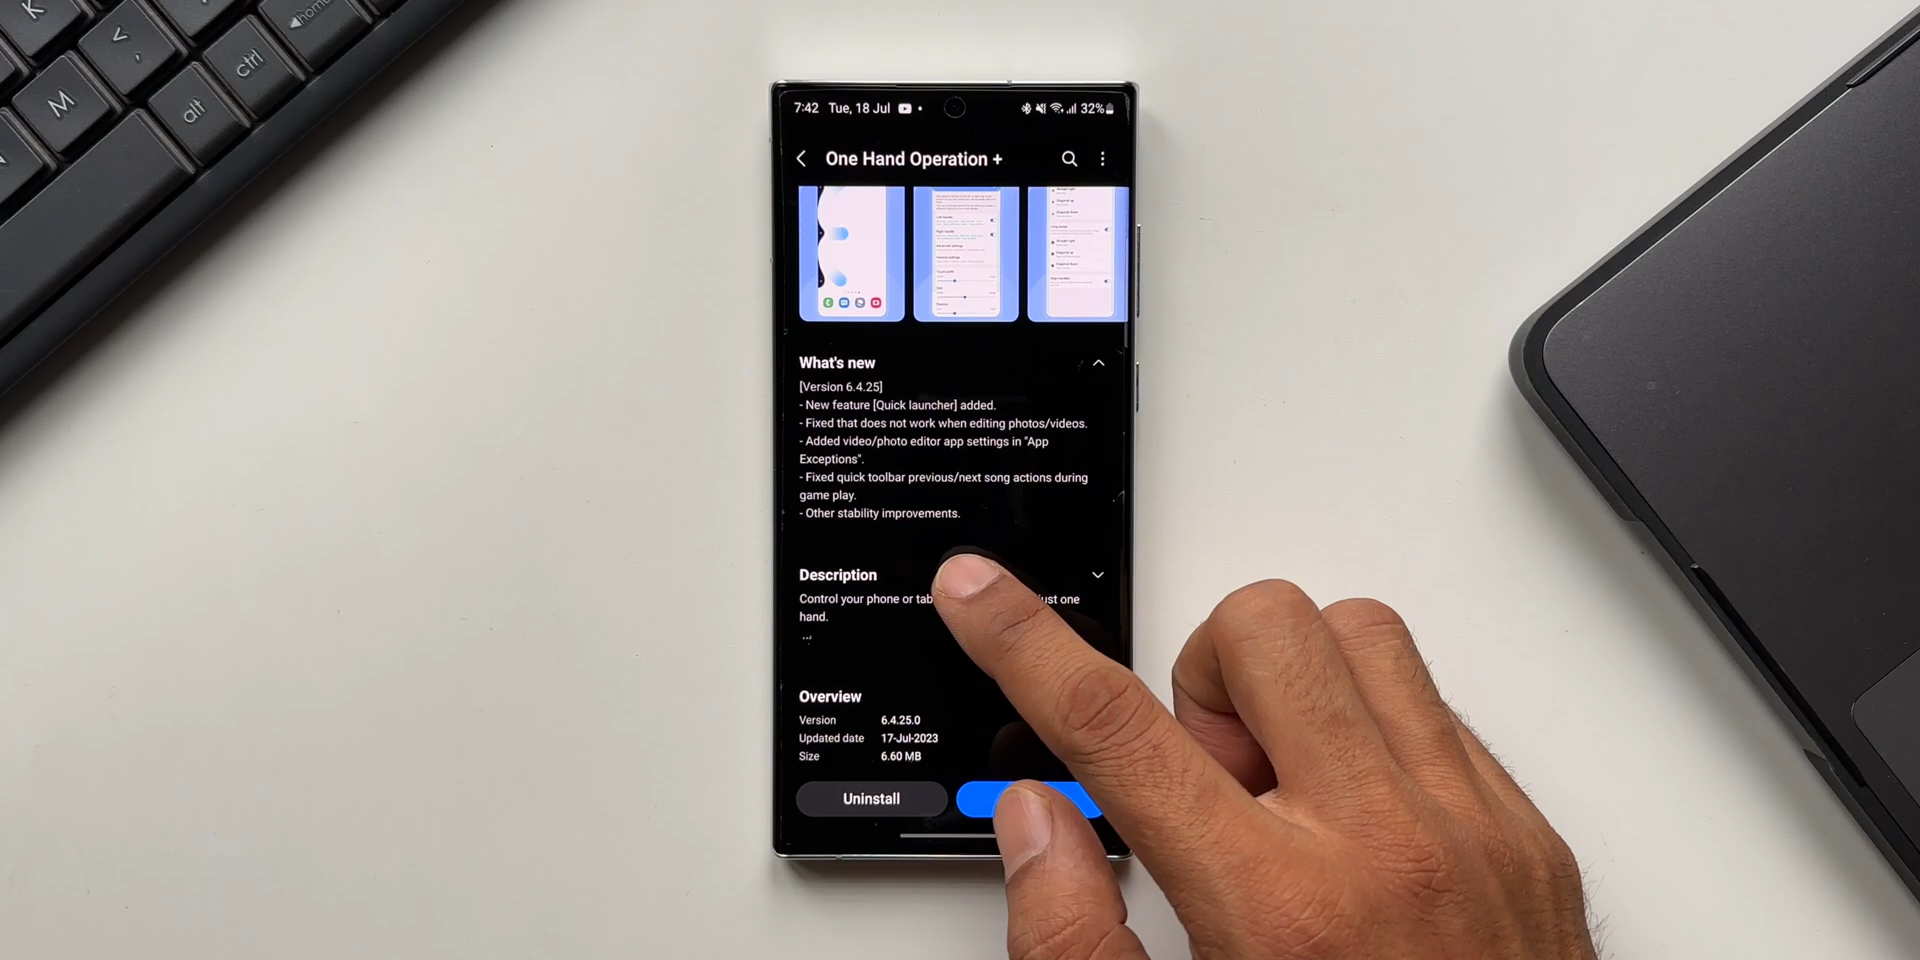 K
<
,
M
alt
ctrl
home
7:42 Tue, 18 Jul 32%
One Hand Operation +
What's new
[Version 6.4.25]
- New feature [Quick launcher] added.
- Fixed that does not work when editing photos/videos.
- Added video/photo editor app settings in "App
Exceptions".
- Fixed quick toolbar previous/next song actions during
game play.
- Other stability improvements.
Description
Control your phone or one
hand.
...
Overview
Version 6.4.25.0
Updated date 17-Jul-2023
Size 6.60 MB
Uninstall